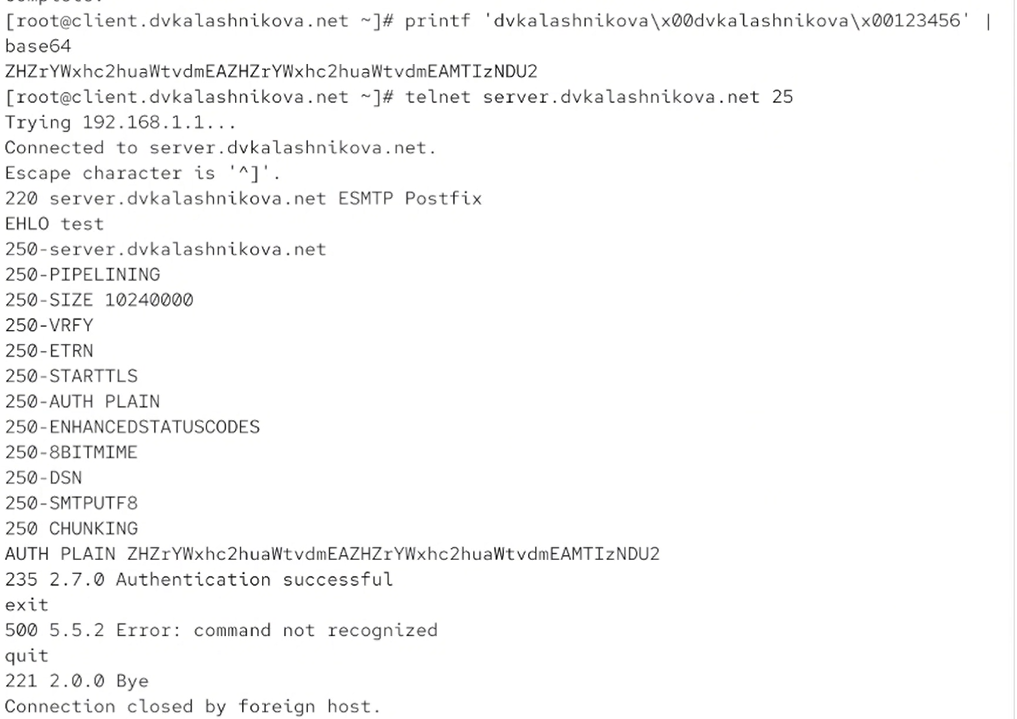 [root@client.dvkalashnikova.net ~]# printf 'dvkalashnikova\x00dvkalashnikova\x00123456' |
base64
ZHZrYWxhc2huaWtvdmEAZHZrYWxhc2huaWtvdmEAMTIzNDU2
[root@client.dvkalashnikova.net ~]# telnet server.dvkalashnikova.net 25
Trying 192.168.1.1...
Connected to server.dvkalashnikova.net.
Escape character is '^]'.
220 server.dvkalashnikova.net ESMTP Postfix
EHLO test
250-server.dvkalashnikova.net
250-PIPELINING
250-SIZE 10240000
250-VRFY
250-ETRN
250-STARTTLS
250-AUTH PLAIN
250-ENHANCEDSTATUSCODES
250-8BITMIME
250-DSN
250-SMTPUTF8
250 CHUNKING
AUTH PLAIN ZHZrYWxhc2huaWtvdmEAZHZrYWxhc2huaWtvdmEAMTIzNDU2
235 2.7.0 Authentication successful
exit
500 5.5.2 Error: command not recognized
quit
221 2.0.0 Bye
Connection closed by foreign host.